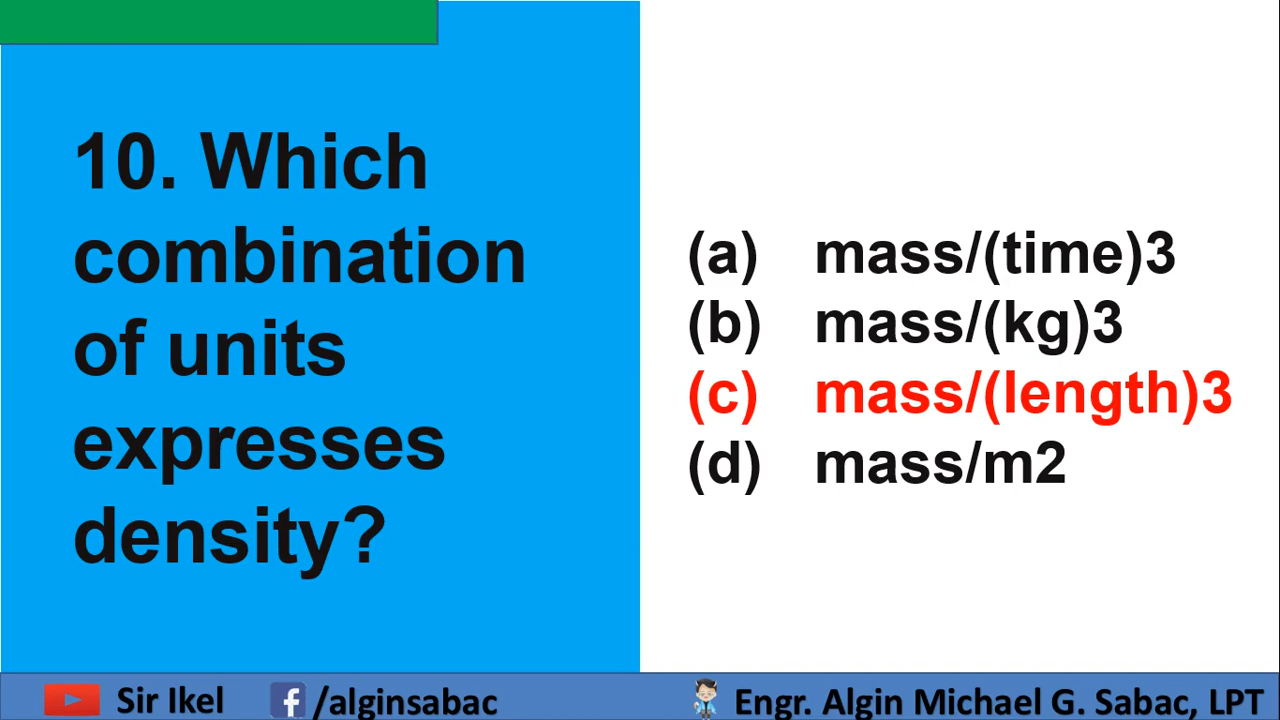 10. Which
combination
of units
expresses
density?
(a) mass/(time)3
(b) mass/(kg)3
(c) mass/(length)3
(d) mass/m2
Sir Ikel
/alginsabac
Engr. Algin Michael G. Sabac, LPT